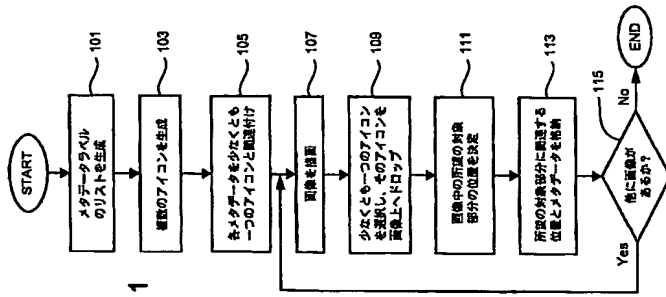 1
START
101
メタデータラベル
のリストを生成
103
複数のアイコンを生成
105
各メタデータを少なくとも
一つのアイコンと関連付け
107
画像を描画
109
少なくとも一つのアイコン
を選択し、そのアイコンを
画像上へドロップ
111
画像中の所望の対象
部分の位置を決定
113
所望の対象部分に関連する
位置とメタデータを格納
115
他に画像が
あるか?
Yes
No
END